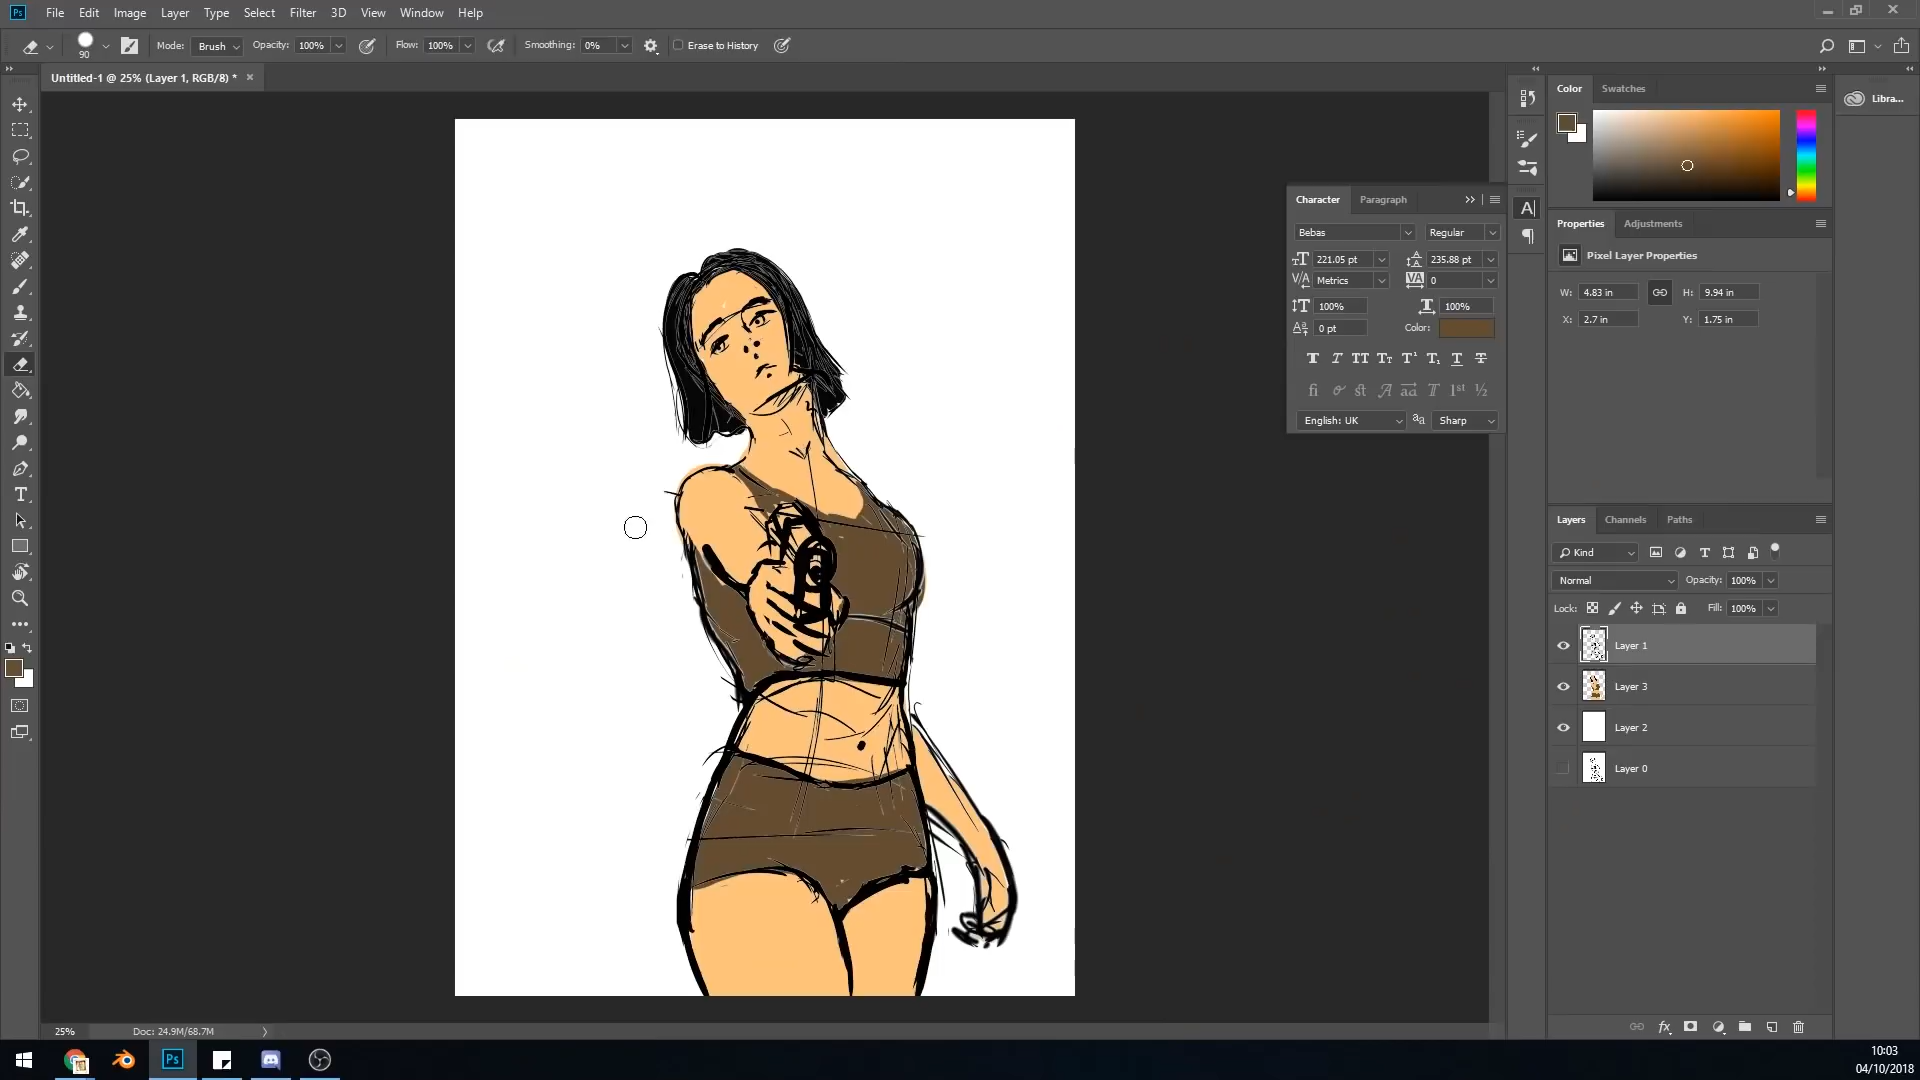 Ps File Edit Image Layer Type Select Filter 3D View Window Help
90 Mode: Brush Opacity: 100% Flow: 100% Smoothing: 0% Erase to History
Untitled-1 @ 25% (Layer 1, RGB/8) * ×
Color Swatches
Libra...
Character Paragraph
Bebas Regular
221.05 pt 235.88 pt
Metrics 0
100% 100%
0 pt Color:
English: UK Sharp
Properties Adjustments
Pixel Layer Properties
W: 4.83 in H: 9.94 in
X: 2.7 in Y: 1.75 in
Layers Channels Paths
Kind
Normal Opacity: 100%
Lock: Fill: 100%
Layer 1
Layer 3
Layer 2
Layer 0
25% Doc: 24.9M/68.7M
Ps
10:03
04/10/2018